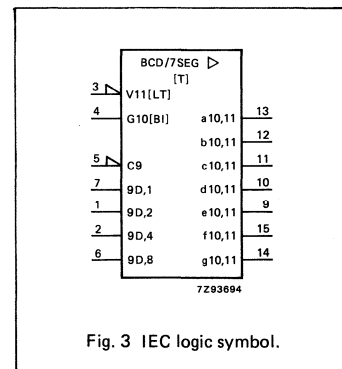 BCD/7SEG ▷
[T]
3 V11[LT]
4 G10[BI] a10,11 13
b10,11 12
5 C9 c10,11 11
7 9D,1 d10,11 10
1 9D,2 e10,11 9
2 9D,4 f10,11 15
6 9D,8 g10,11 14
7Z93694
Fig. 3 IEC logic symbol.